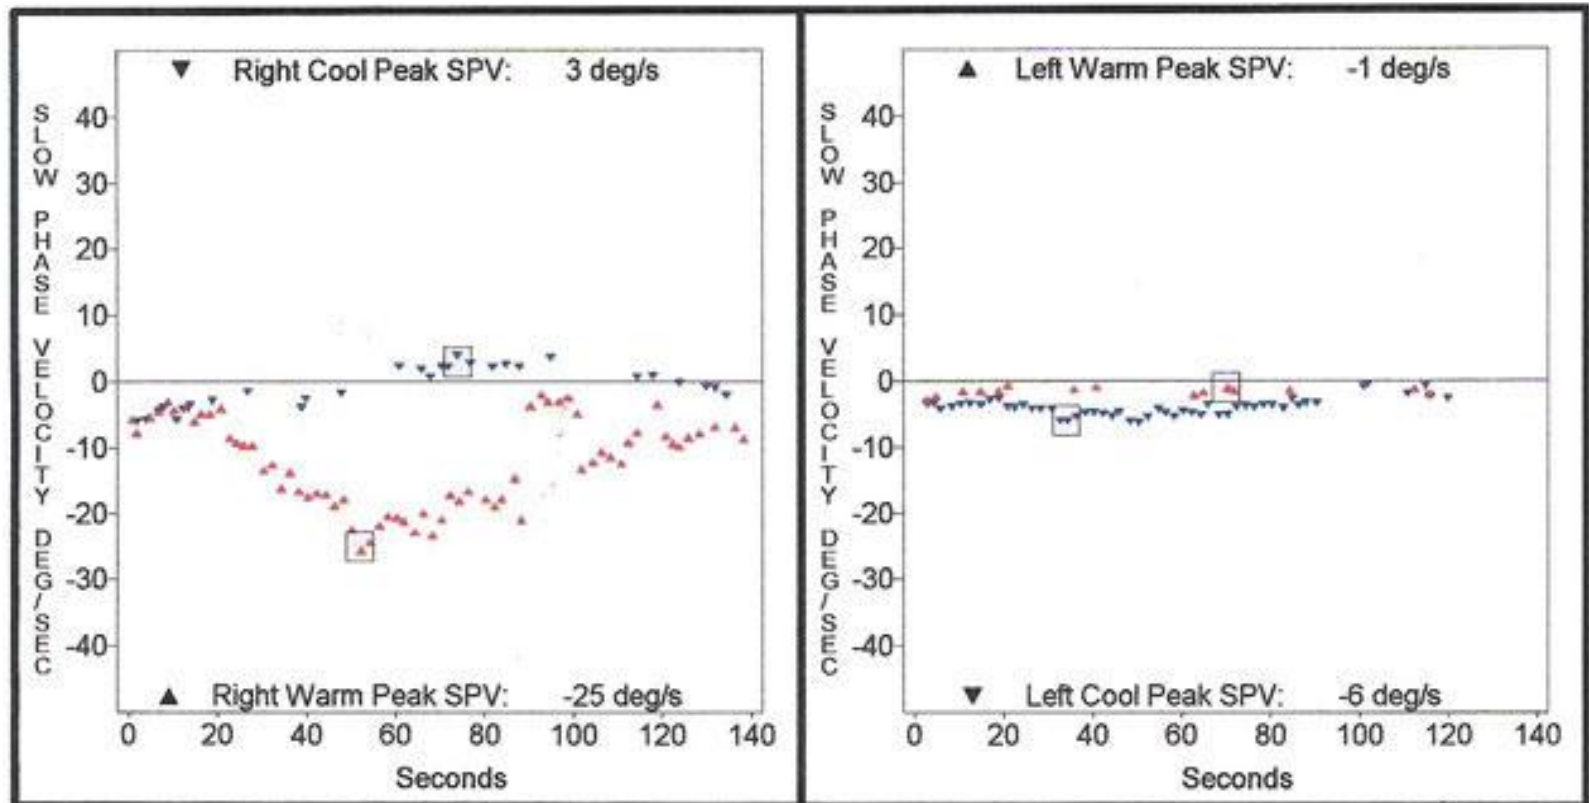 ▼ Right Cool Peak SPV: 3 deg/s
SLOW PHASE VELOCITY DEG/SEC
40
30
20
10
0
-10
-20
-30
-40
▲ Right Warm Peak SPV: -25 deg/s
0 20 40 60 80 100 120 140
Seconds
▲ Left Warm Peak SPV: -1 deg/s
SLOW PHASE VELOCITY DEG/SEC
40
30
20
10
0
-10
-20
-30
-40
▼ Left Cool Peak SPV: -6 deg/s
0 20 40 60 80 100 120 140
Seconds